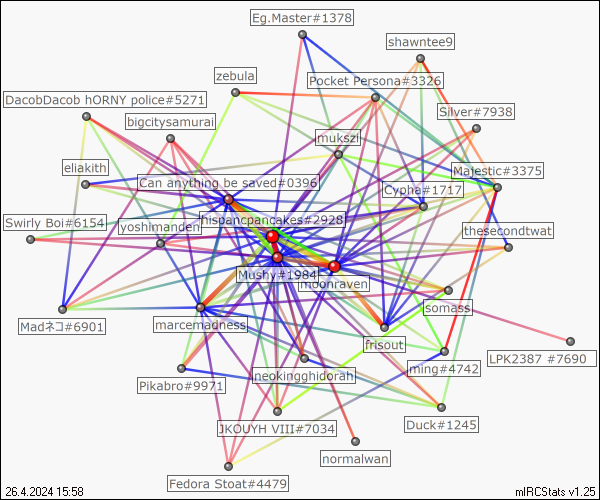 Eg.Master#1378
shawntee9
zebula
Pocket Persona#3326
DacobDacob hORNY police#5271
Silver#7938
bigcitysamurai
mukszi
eliakith
Majestic#3375
Can anything be saved#0396
Cypha#1717
Swirly Boi#6154
hispancpancakes#2928
yoshimanden
thesecondtwat
Mushy#1984
moonraven
somass
Madネコ#6901
marcemadness
frisout
LPK2387 #7690
ming#4742
Pikabro#9971
neokingghidorah
JKOUYH VIII#7034
Duck#1245
normalwan
Fedora Stoat#4479
26.4.2024 15:58
mIRCStats v1.25